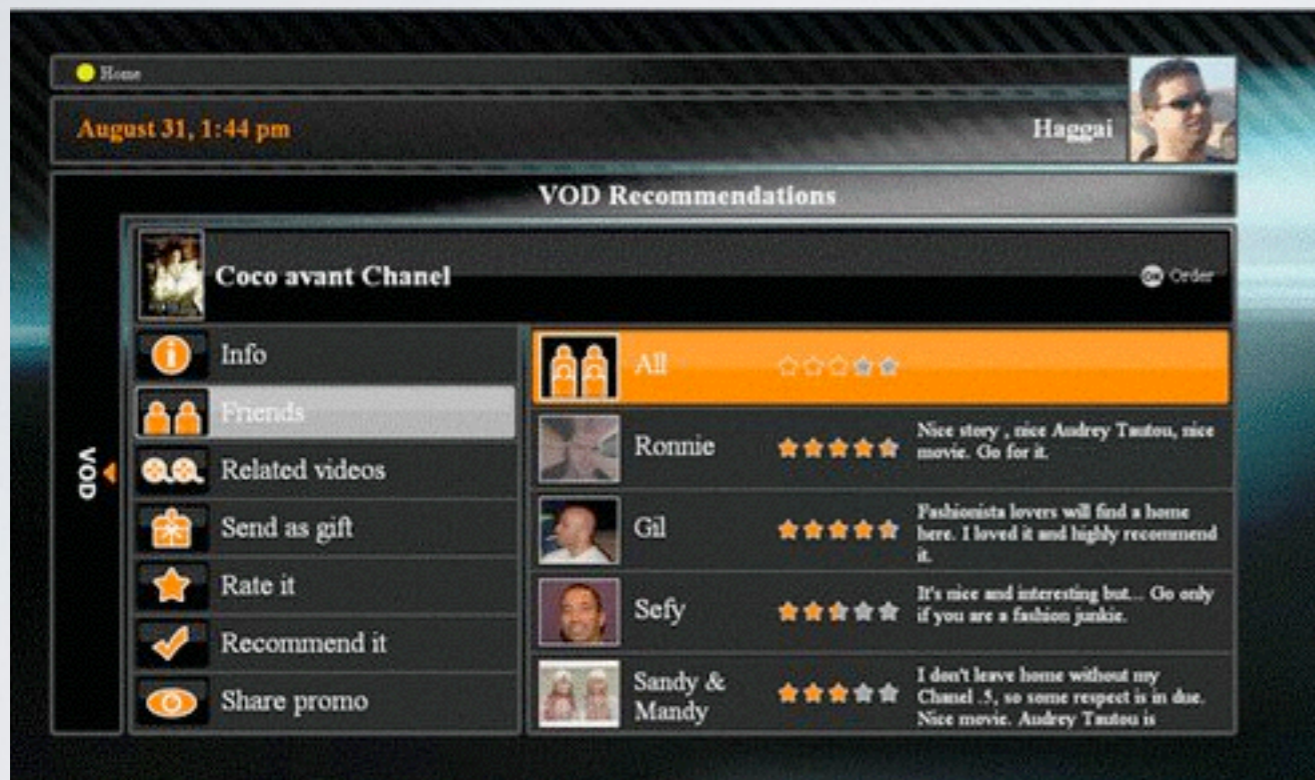 Home
August 31, 1:44 pm
Haggai
VOD Recommendations
VOD
Coco avant Chanel
OK Order
Info
Friends
Related videos
Send as gift
Rate it
Recommend it
Share promo
All
Ronnie
Nice story , nice Audrey Tautou, nice
movie. Go for it.
Gil
Fashionista lovers will find a home
here. I loved it and highly recommend
it.
Sefy
It's nice and interesting but... Go only
if you are a fashion junkie.
Sandy &
Mandy
I don't leave home without my
Chanel .5, so some respect is in due.
Nice movie. Audrey Tautou is